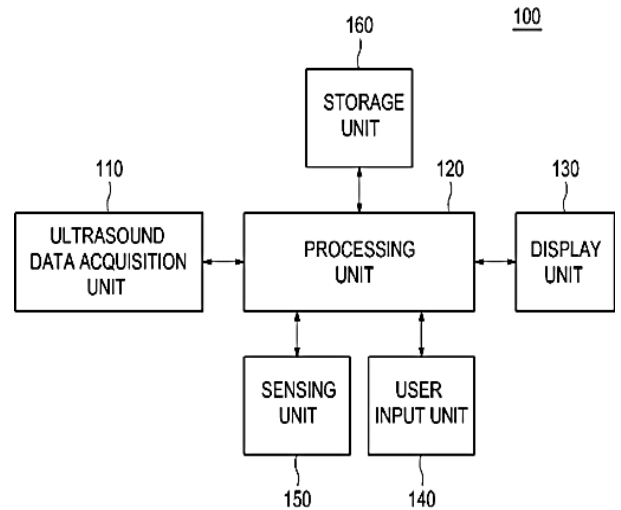 100
160
STORAGE
UNIT
110
120
130
ULTRASOUND
DATA ACQUISITION
UNIT
PROCESSING
UNIT
DISPLAY
UNIT
SENSING
UNIT
USER
INPUT UNIT
150
140